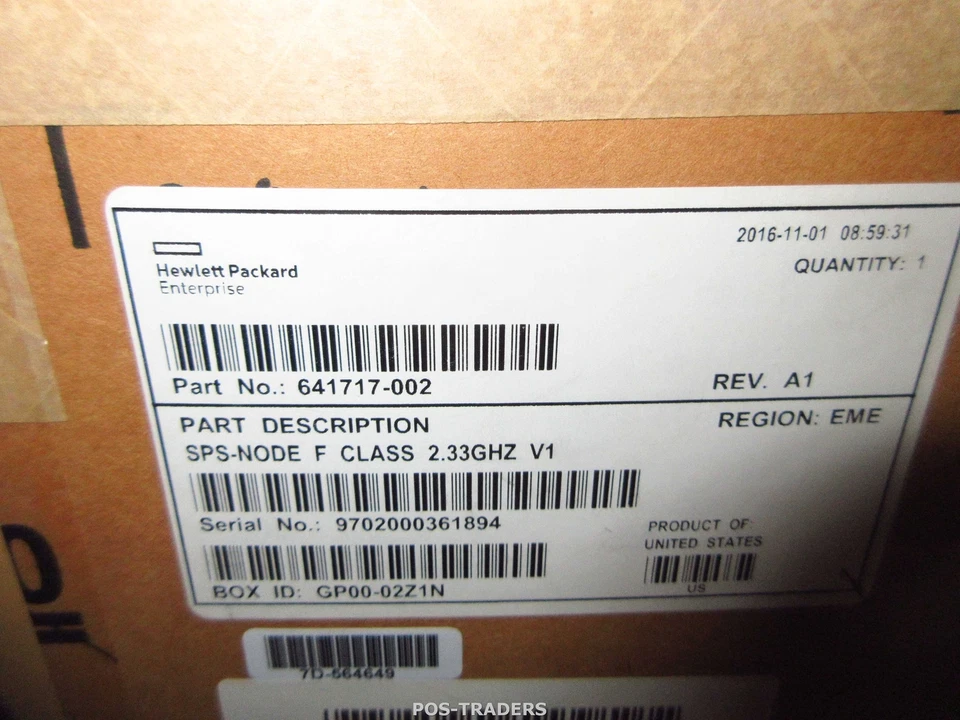 2016-11-01 08:59:31
QUANTITY: 1
Hewlett Packard
Enterprise
Part No.: 641717-002
REV. A1
PART DESCRIPTION
REGION: EME
SPS-NODE F CLASS 2.33GHZ V1
Serial No.: 9702000361894
PRODUCT OF
UNITED STATES
BOX ID: GP00-02Z1N
US
7D-564649
POS-TRADERS